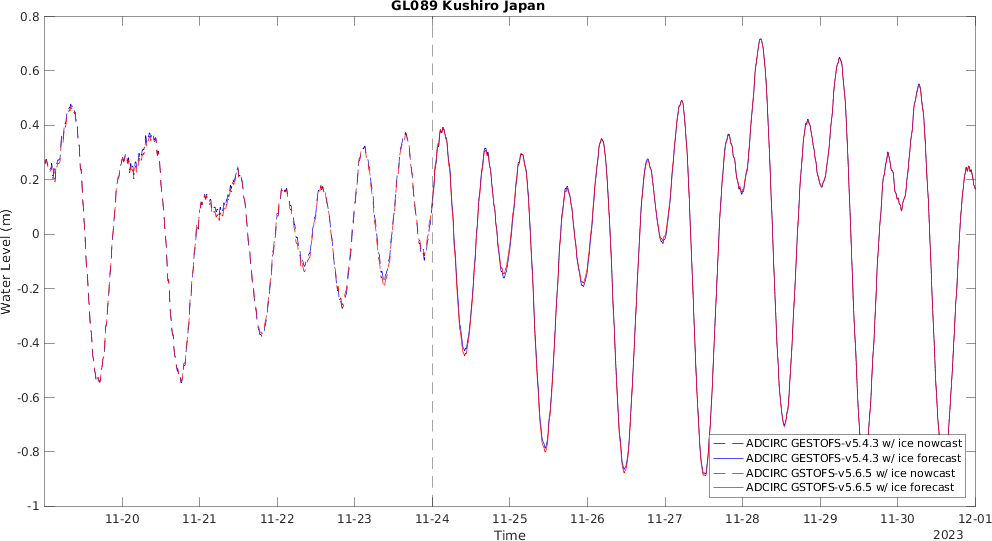 GL089 Kushiro Japan
0.8
0.6
0.4
0.2
0
-0.2
-0.4
-0.6
-0.8
-1
Water Level (m)
ADCIRC GESTOFS-v5.4.3 w/ ice nowcast
ADCIRC GESTOFS-v5.4.3 w/ ice forecast
ADCIRC GSTOFS-v5.6.5 w/ ice nowcast
ADCIRC GSTOFS-v5.6.5 w/ ice forecast
11-20 11-21 11-22 11-23 11-24 11-25 11-26 11-27 11-28 11-29 11-30 12-01
Time
2023